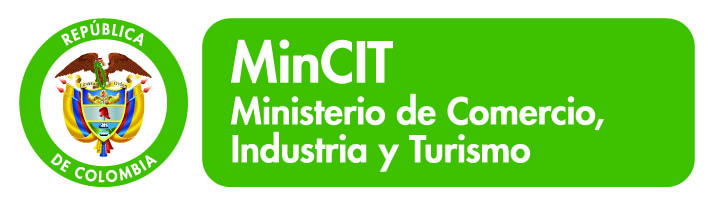 REPÚBLICA
DE COLOMBIA
MinCIT
Ministerio de Comercio,
Industria y Turismo